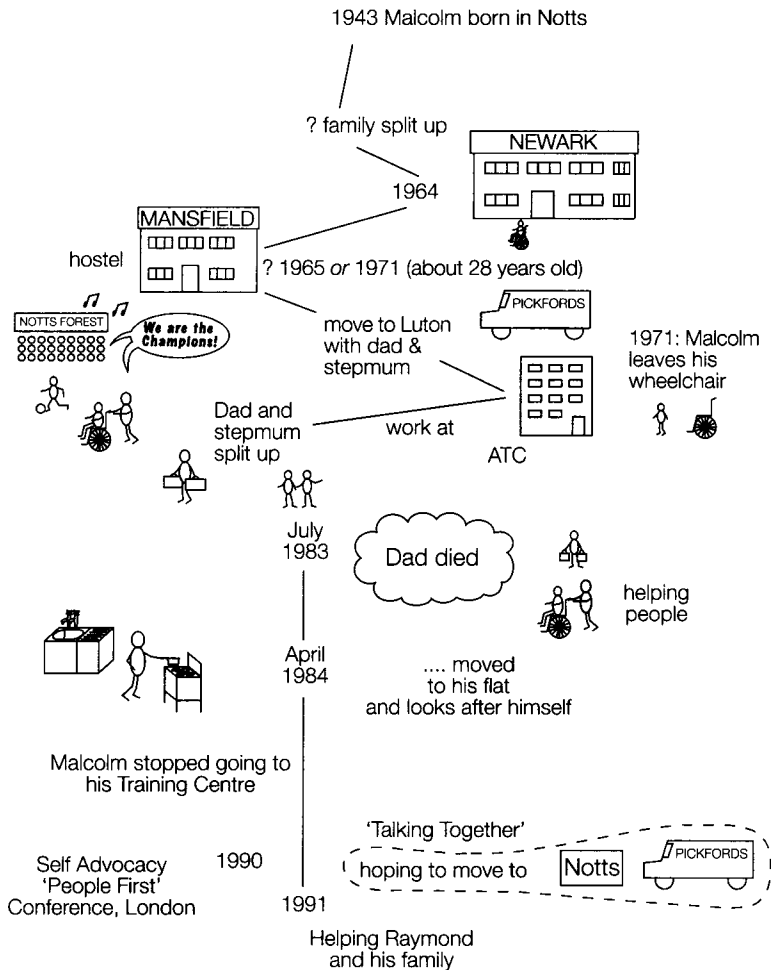 1943 Malcolm born in Notts
? family split up
NEWARK
1964
MANSFIELD
hostel
? 1965 or 1971 (about 28 years old)
NOTTS FOREST
We are the
Champions!
move to Luton
with dad &
stepmum
PICKFORDS
1971: Malcolm
leaves his
wheelchair
Dad and
stepmum
split up
work at
ATC
July
1983
Dad died
helping
people
April
1984
.... moved
to his flat
and looks after himself
Malcolm stopped going to
his Training Centre
'Talking Together'
hoping to move to
Notts
PICKFORDS
Self Advocacy
'People First'
Conference, London
1990
1991
Helping Raymond
and his family